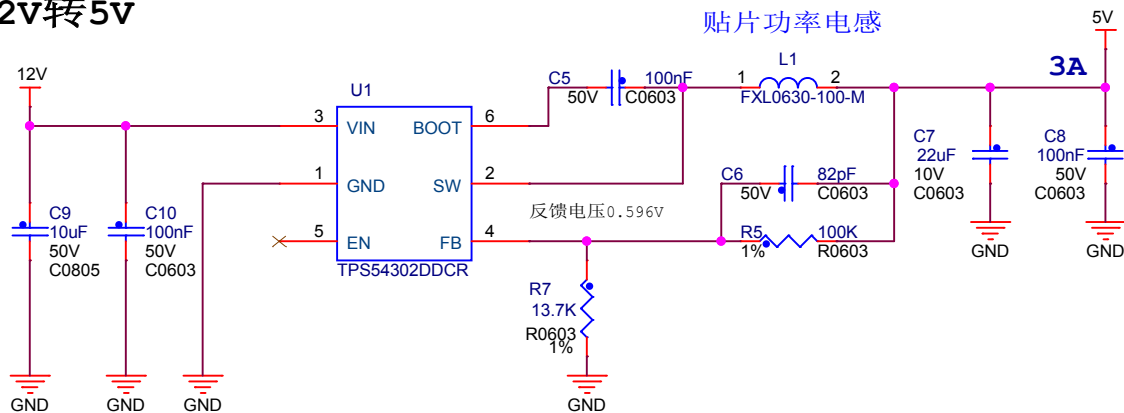 2V转5V
贴片功率电感
5V
12V
L1
3A
C5
100nF
50V
C0603
1
2
FXL0630-100-M
U1
3
VIN
BOOT
6
1
GND
SW
2
5
EN
FB
4
TPS54302DDCR
反馈电压0.596V
C6
82pF
50V
C0603
R5
100K
1%
R0603
C7
22uF
10V
C0603
C8
100nF
50V
C0603
C9
10uF
50V
C0805
C10
100nF
50V
C0603
R7
13.7K
R0603
1%
GND
GND
GND
GND
GND
GND